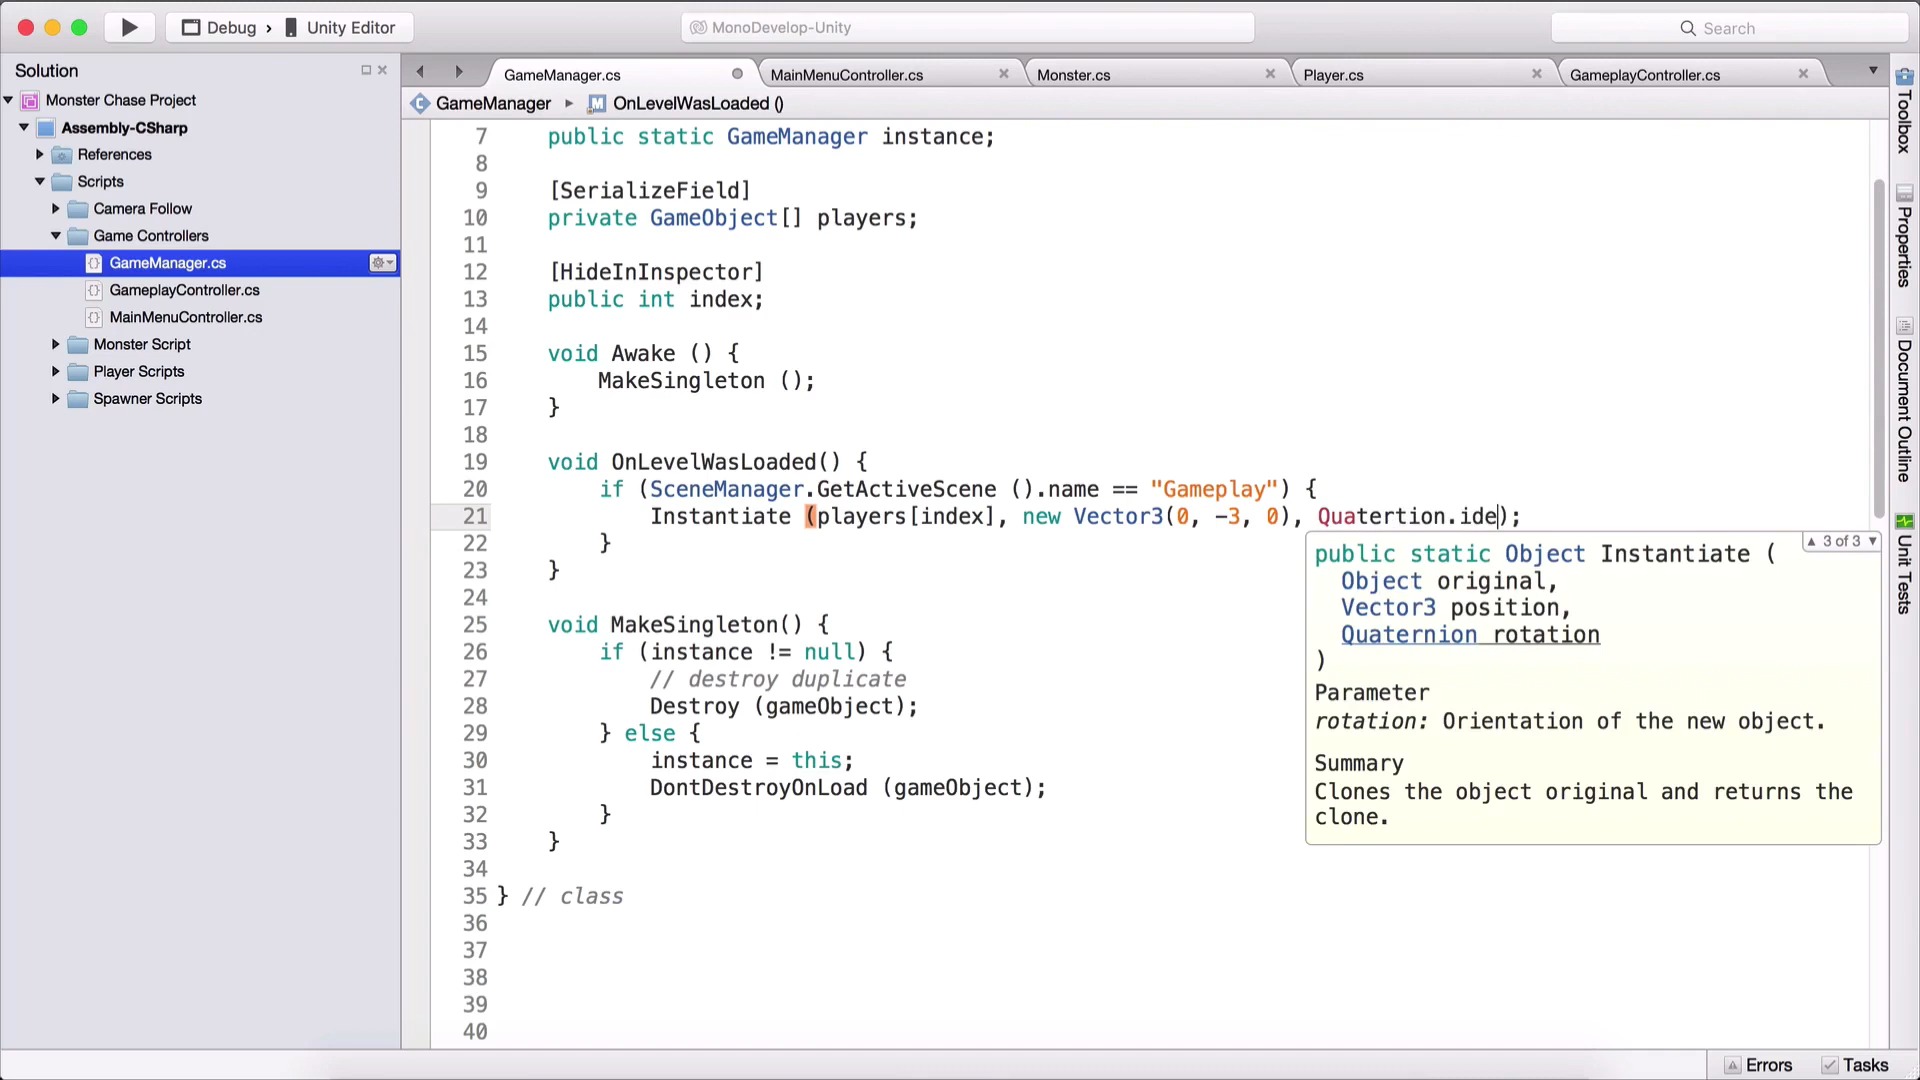 Debug › Unity Editor
MonoDevelop-Unity
Search
Solution
Monster Chase Project
Assembly-CSharp
References
Scripts
Camera Follow
Game Controllers
GameManager.cs
GameplayController.cs
MainMenuController.cs
Monster Script
Player Scripts
Spawner Scripts
GameManager.cs
MainMenuController.cs
Monster.cs
Player.cs
GameplayController.cs
GameManager ▸ M OnLevelWasLoaded ()
7 public static GameManager instance;
8
9 [SerializeField]
10 private GameObject[] players;
11
12 [HideInInspector]
13 public int index;
14
15 void Awake () {
16 MakeSingleton ();
17 }
18
19 void OnLevelWasLoaded() {
20 if (SceneManager.GetActiveScene ().name == "Gameplay") {
21 Instantiate (players[index], new Vector3(0, -3, 0), Quatertion.ide);
22 }
23 }
24
25 void MakeSingleton() {
26 if (instance != null) {
27 // destroy duplicate
28 Destroy (gameObject);
29 } else {
30 instance = this;
31 DontDestroyOnLoad (gameObject);
32 }
33 }
34
35 } // class
36
37
38
39
40
▲ 3 of 3 ▼
public static Object Instantiate (
Object original,
Vector3 position,
Quaternion rotation
)
Parameter
rotation: Orientation of the new object.
Summary
Clones the object original and returns the
clone.
Toolbox
Properties
Document Outline
Unit Tests
Errors
Tasks